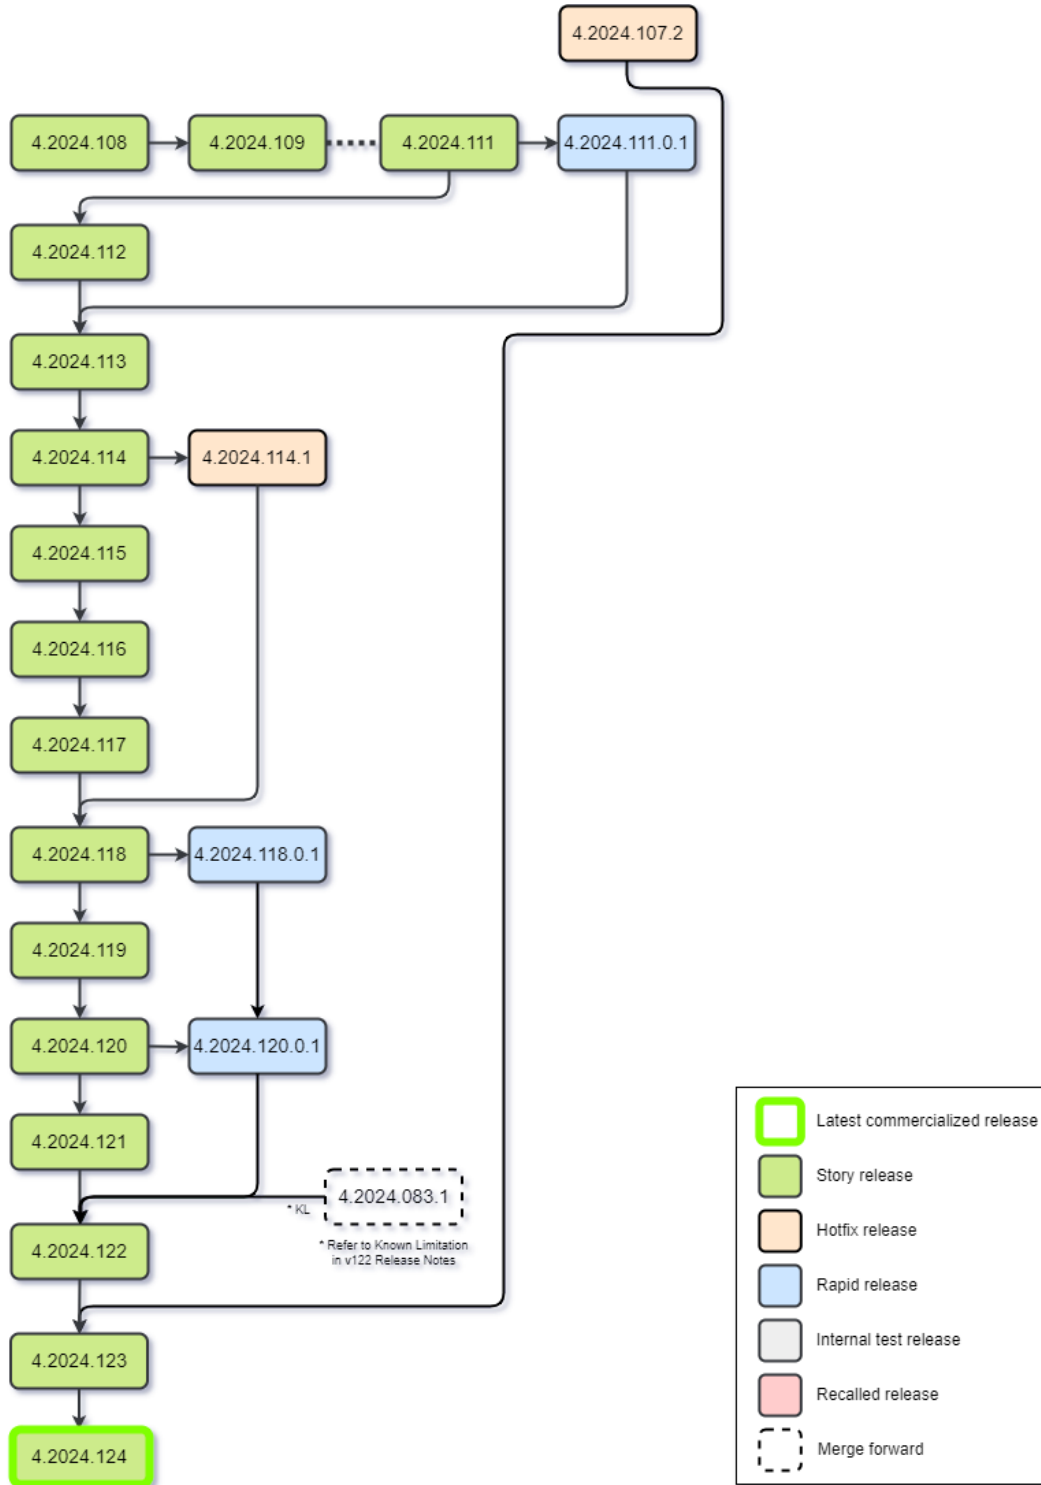 4.2024.107.2
4.2024.108
4.2024.109
4.2024.111
4.2024.111.0.1
4.2024.112
4.2024.113
4.2024.114
4.2024.114.1
4.2024.115
4.2024.116
4.2024.117
4.2024.118
4.2024.118.0.1
4.2024.119
4.2024.120
4.2024.120.0.1
4.2024.121
4.2024.083.1
* KL
* Refer to Known Limitation
in v122 Release Notes
4.2024.122
4.2024.123
4.2024.124
Latest commercialized release
Story release
Hotfix release
Rapid release
Internal test release
Recalled release
Merge forward